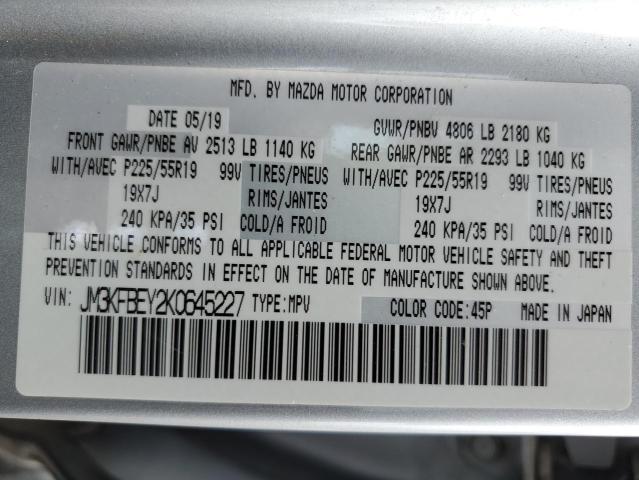 MFD. BY MAZDA MOTOR CORPORATION
DATE 05/19 GVWR/PNBV 4806 LB 2180 KG
FRONT GAWR/PNBE AV 2513 LB 1140 KG REAR GAWR/PNBE AR 2293 LB 1040 KG
WITH/AVEC P225/55R19 99V TIRES/PNEUS WITH/AVEC P225/55R19 99V TIRES/PNEUS
19X7J RIMS/JANTES 19X7J RIMS/JANTES
240 KPA/35 PSI COLD/A FROID 240 KPA/35 PSI COLD/A FROID
THIS VEHICLE CONFORMS TO ALL APPLICABLE FEDERAL MOTOR VEHICLE SAFETY AND THEFT
PREVENTION STANDARDS IN EFFECT ON THE DATE OF MANUFACTURE SHOWN ABOVE.
VIN: JM3KFBEY2K0645227 TYPE:MPV COLOR CODE:45P MADE IN JAPAN